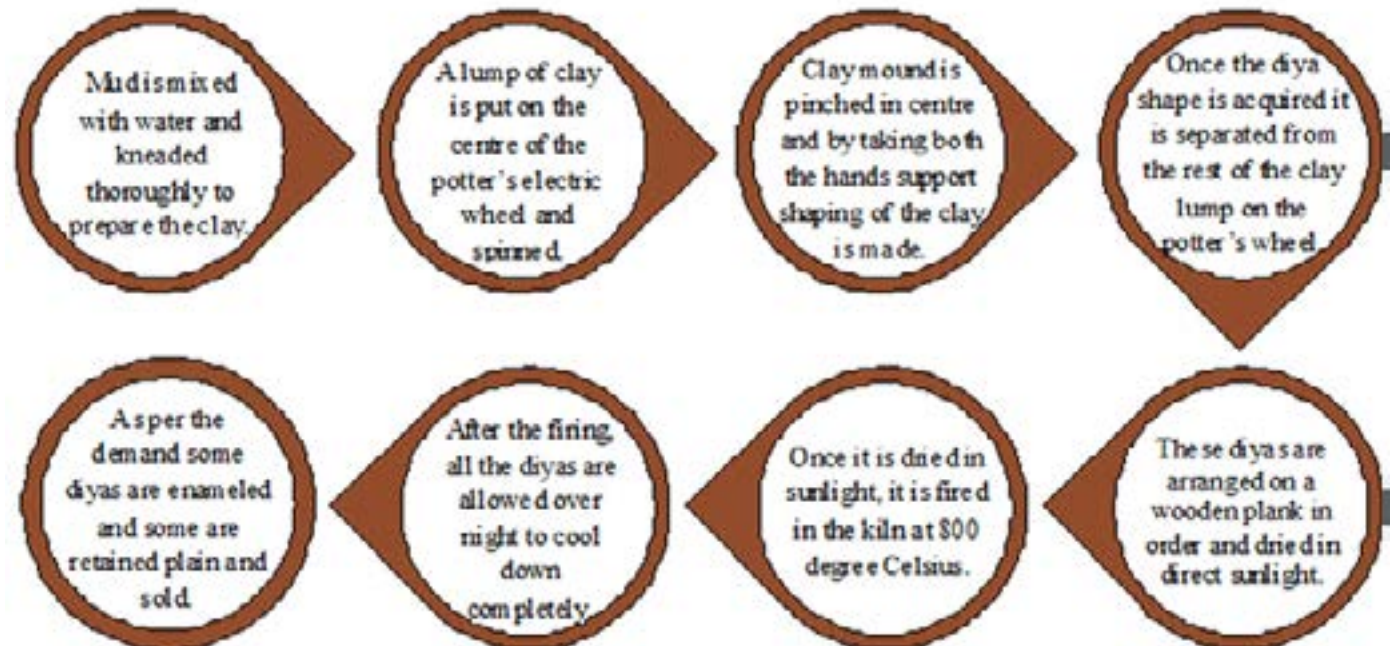 Mud is mixed
with water and
kneaded
thoroughly to
prepare the clay.
A lump of clay
is put on the
centre of the
potter's electric
wheel and
spinned.
Clay mound is
pinched in centre
and by taking both
the hands support
shaping of the clay
is made.
Once the diya
shape is acquired it
is separated from
the rest of the clay
lump on the
potter's wheel.
These diyas are
arranged on a
wooden plank in
order and dried in
direct sunlight.
Once it is dried in
sunlight, it is fired
in the kiln at 800
degree Celsius.
After the firing,
all the diyas are
allowed over
night to cool
down
completely.
As per the
demand some
diyas are enameled
and some are
retained plain and
sold.